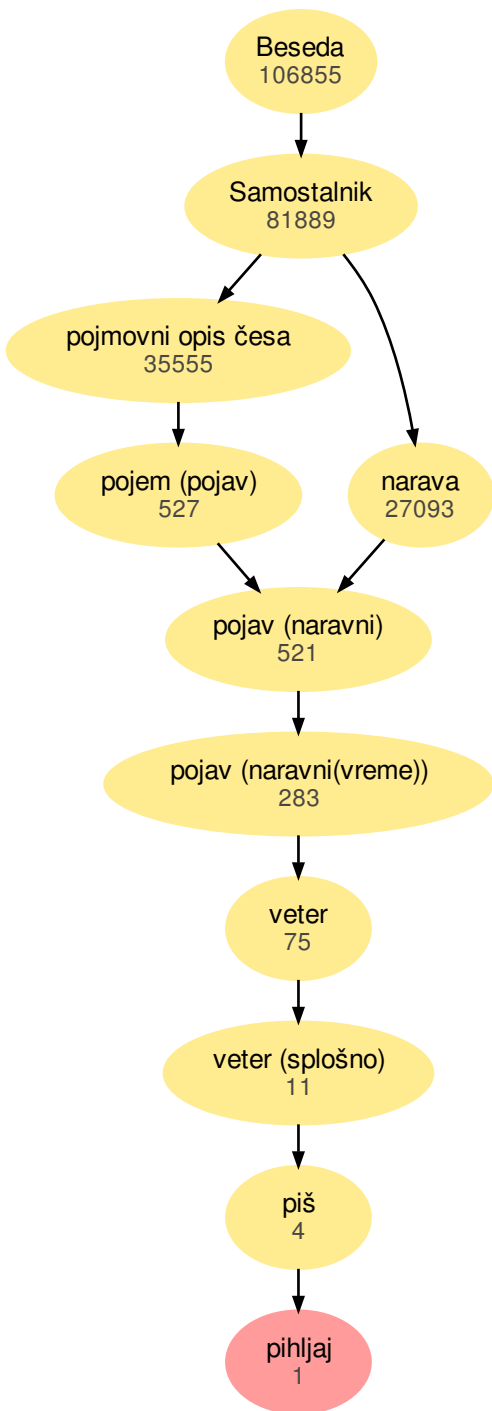 Beseda
106855
Samostalnik
81889
pojmovni opis česa
35555
pojem (pojav)
527
narava
27093
pojav (naravni)
521
pojav (naravni(vreme))
283
veter
75
veter (splošno)
11
piš
4
pihljaj
1